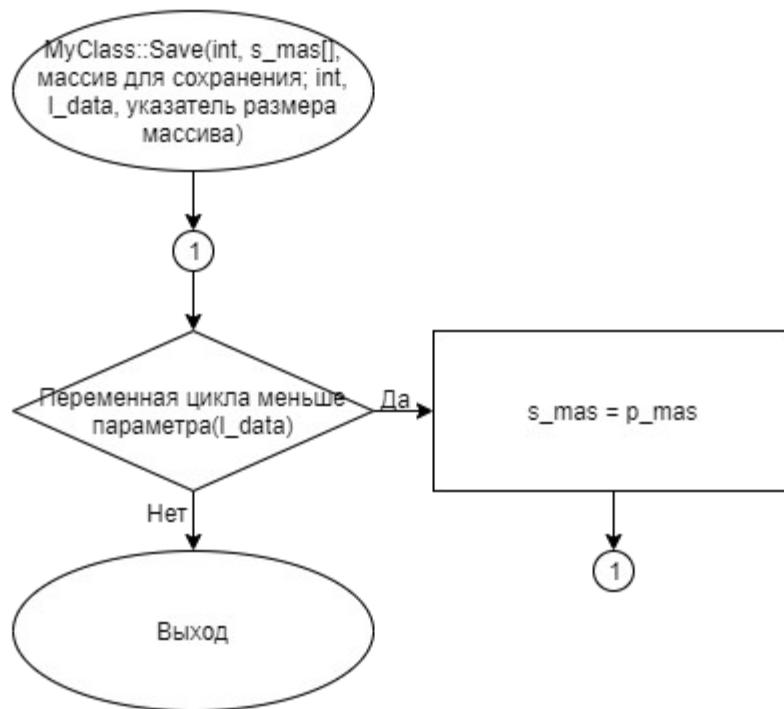 MyClass::Save(int, s_mas[],
массив для сохранения; int,
l_data, указатель размера
массива)
1
Переменная цикла меньше
параметра(l_data)
Да
s_mas = p_mas
Нет
1
Выход